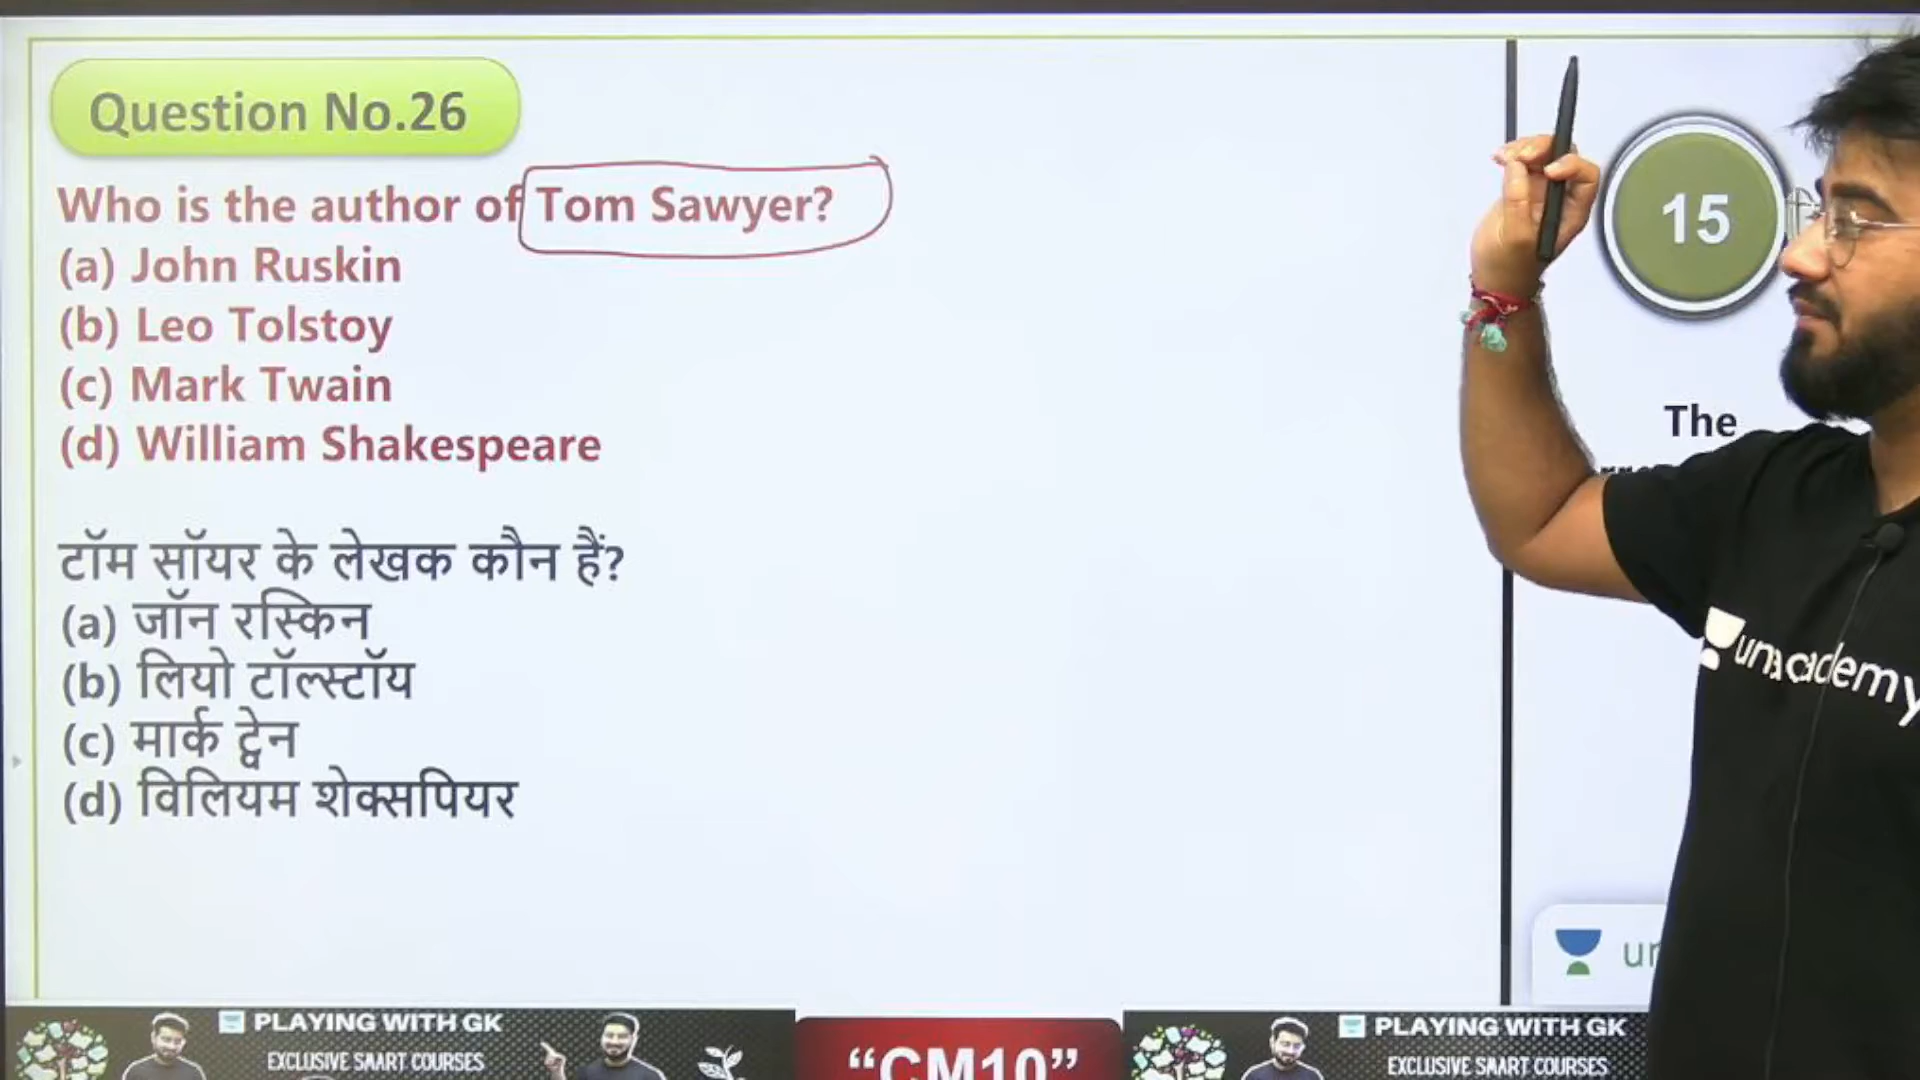 Question No.26
Who is the author of Tom Sawyer?
(a) John Ruskin
(b) Leo Tolstoy
(c) Mark Twain
(d) William Shakespeare
टॉम सॉयर के लेखक कौन हैं?
(a) जॉन रस्किन
(b) लियो टॉल्स्टॉय
(c) मार्क ट्वेन
(d) विलियम शेक्सपियर
15
The
unacademy
un
PLAYING WITH GK
EXCLUSIVE SMART COURSES
“CM10”
PLAYING WITH GK
EXCLUSIVE SMART COURSES